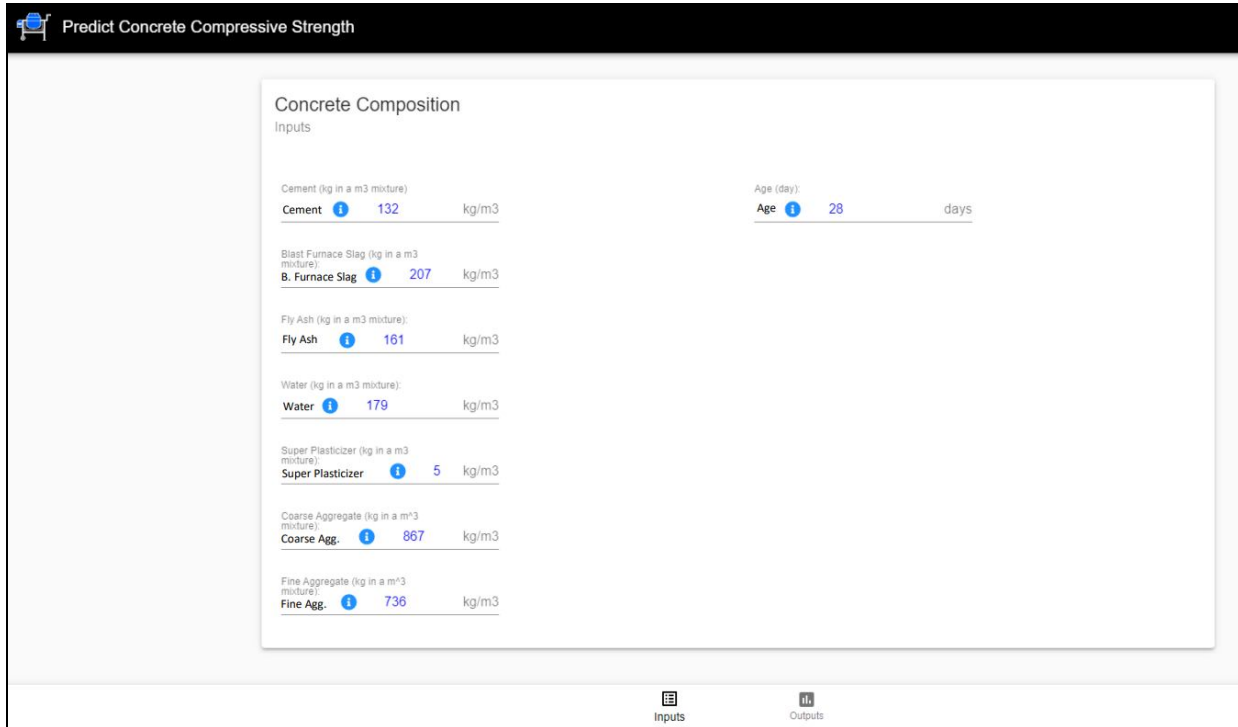 Predict Concrete Compressive Strength
Concrete Composition
Inputs
Cement (kg in a m3 mixture)
Cement 132 kg/m3
Blast Furnace Slag (kg in a m3
mixture):
B. Furnace Slag 207 kg/m3
Fly Ash (kg in a m3 mixture):
Fly Ash 161 kg/m3
Water (kg in a m3 mixture):
Water 179 kg/m3
Super Plasticizer (kg in a m3
mixture):
Super Plasticizer 5 kg/m3
Coarse Aggregate (kg in a m^3
mixture):
Coarse Agg. 867 kg/m3
Fine Aggregate (kg in a m^3
mixture):
Fine Agg. 736 kg/m3
Age (day):
Age 28 days
Inputs
Outputs